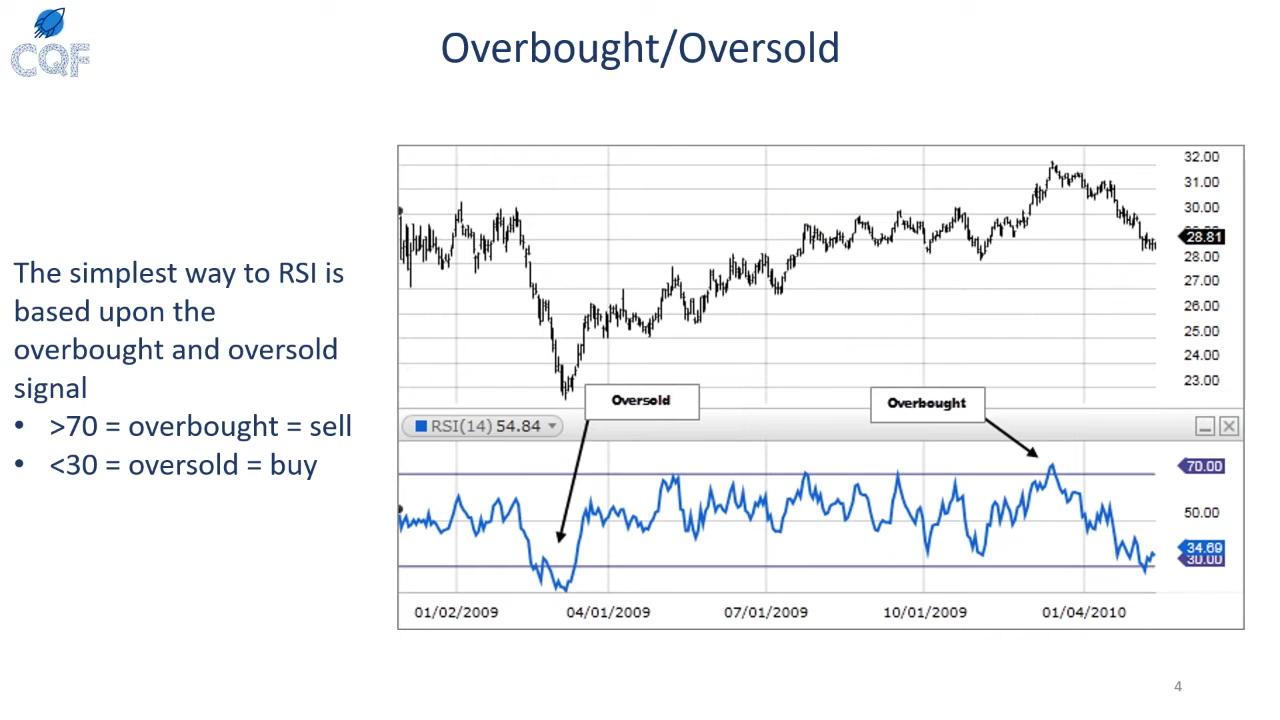 CQF
Overbought/Oversold
The simplest way to RSI is
based upon the
overbought and oversold
signal
• >70 = overbought = sell
• <30 = oversold = buy
32.00
31.00
30.00
28.81
28.00
27.00
26.00
25.00
24.00
23.00
Oversold
Overbought
RSI(14) 54.84
70.00
50.00
34.69
30.00
01/02/2009 04/01/2009 07/01/2009 10/01/2009 01/04/2010
4